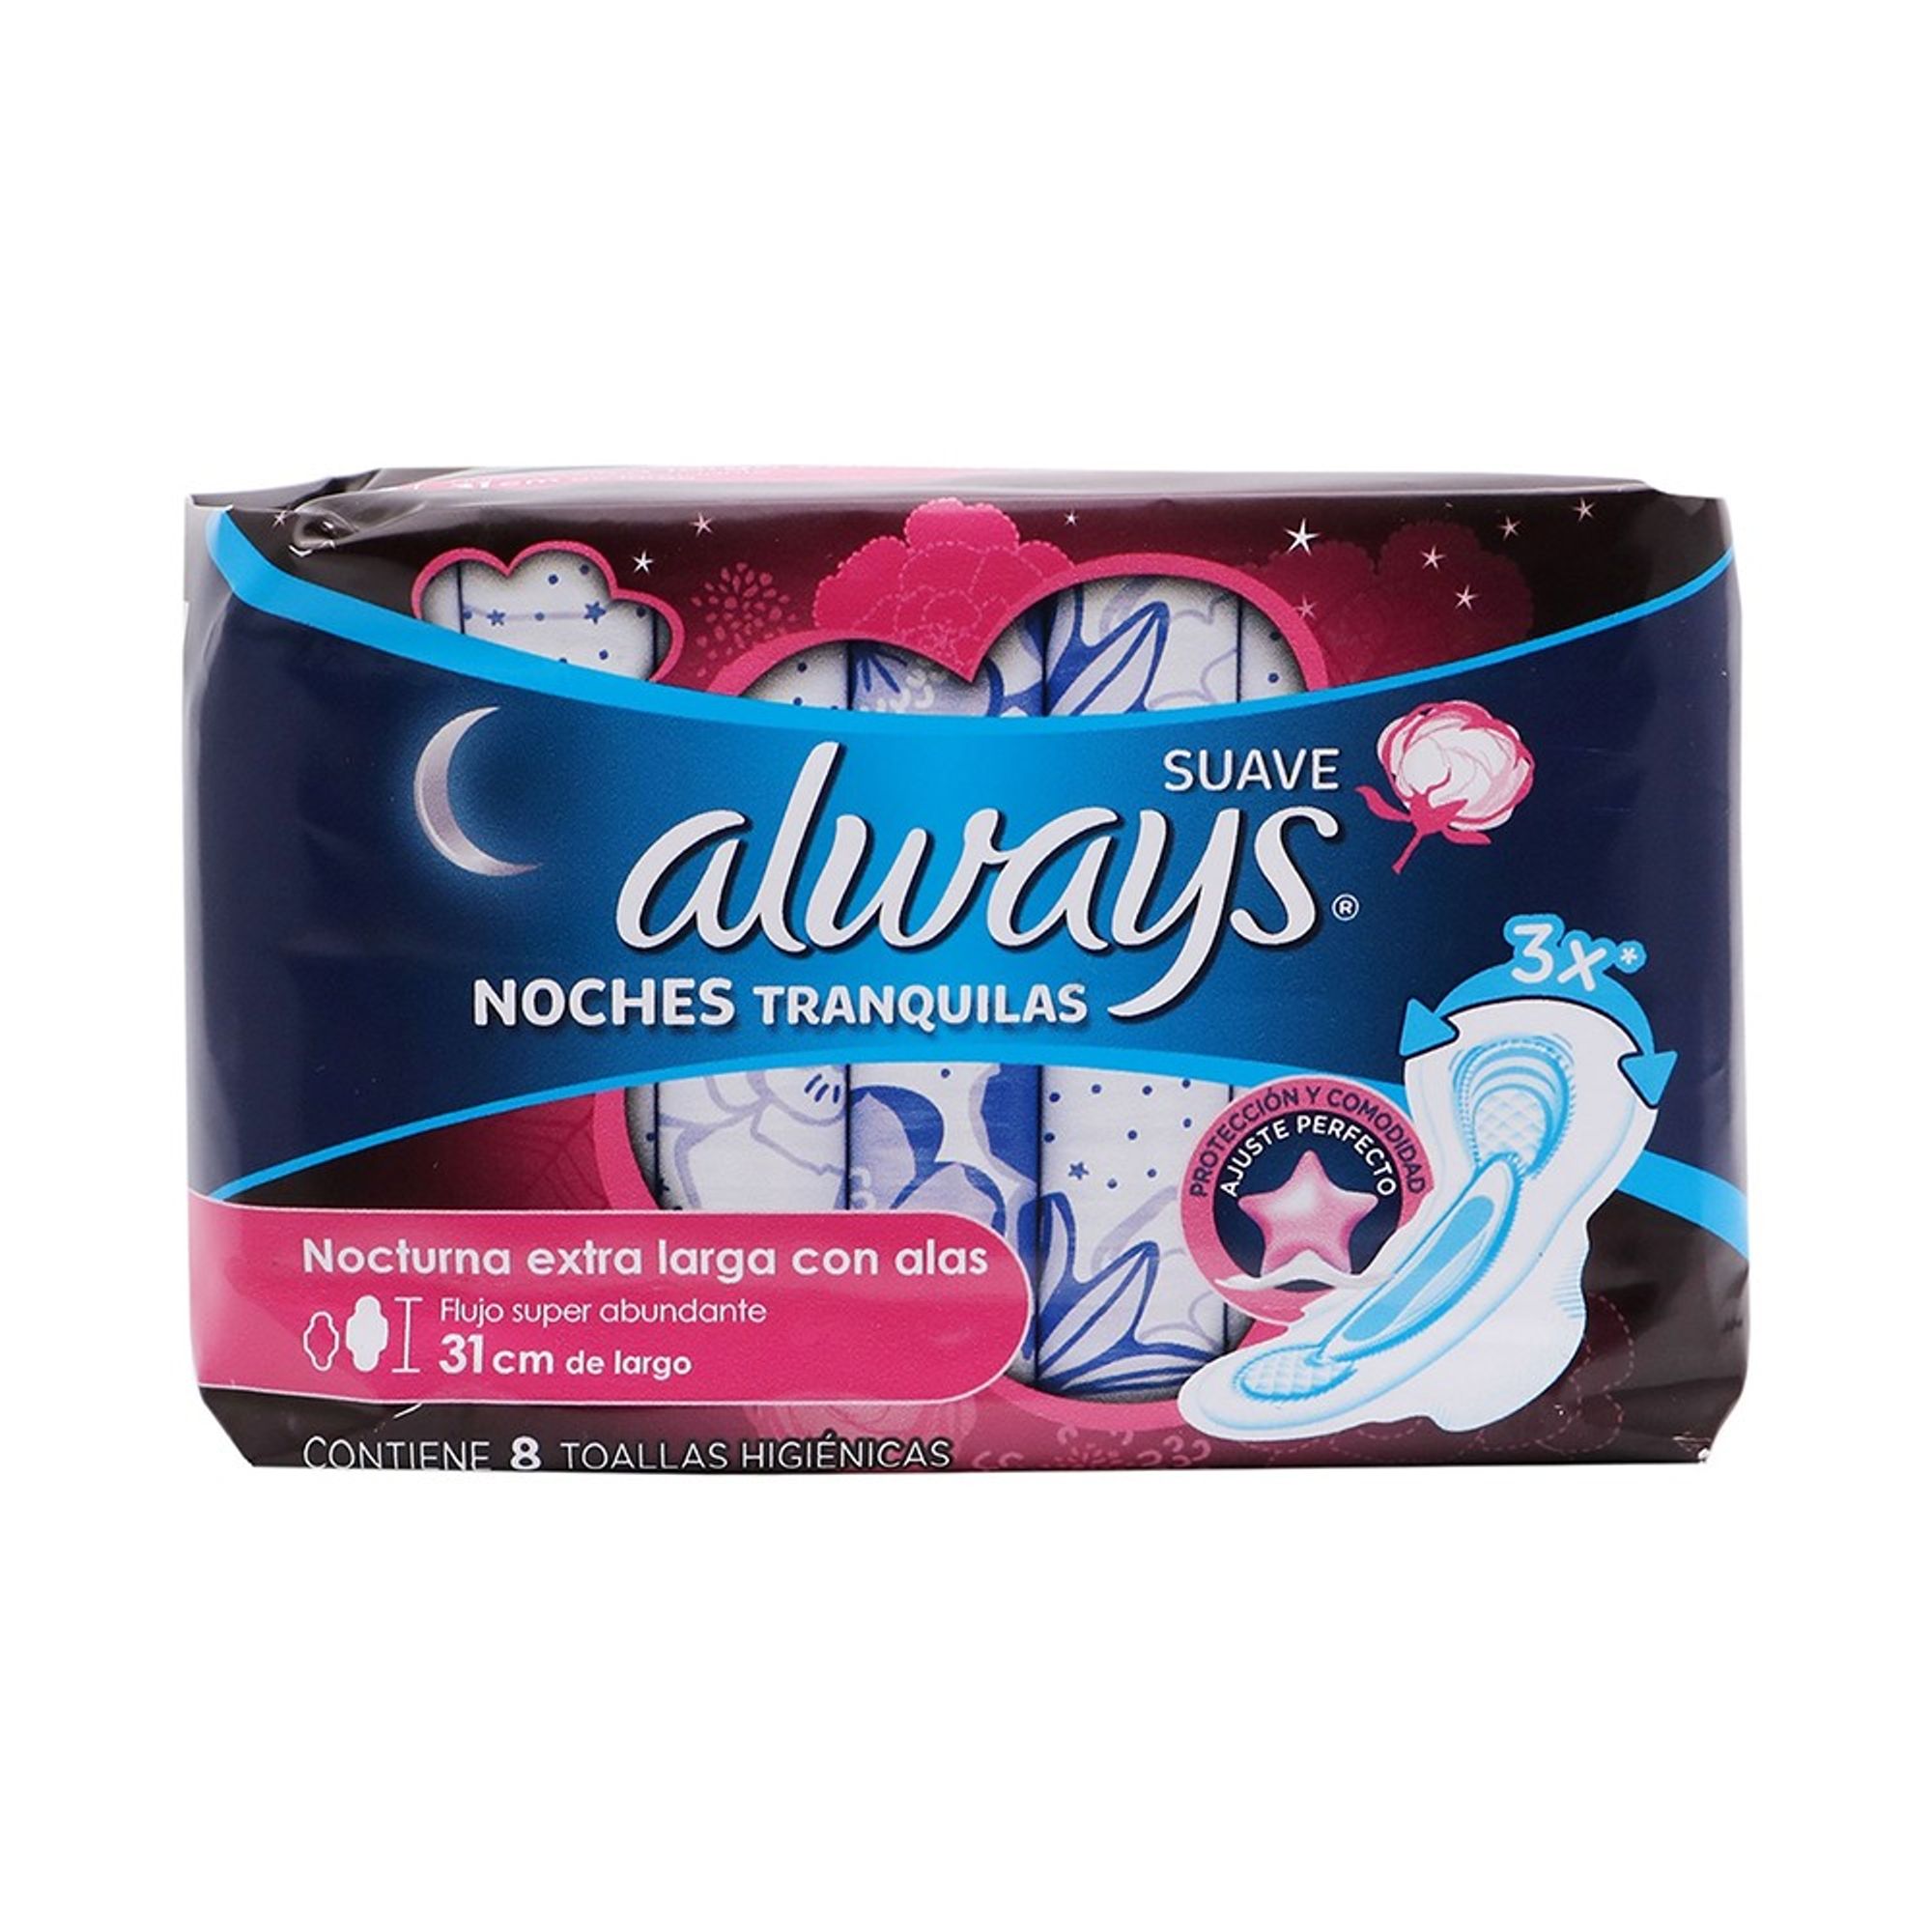 SUAVE
always®
NOCHES TRANQUILAS
3x*
PROTECCIÓN Y COMODIDAD
AJUSTE PERFECTO
Nocturna extra larga con alas
Flujo super abundante
31cm de largo
CONTIENE 8 TOALLAS HIGIÉNICAS